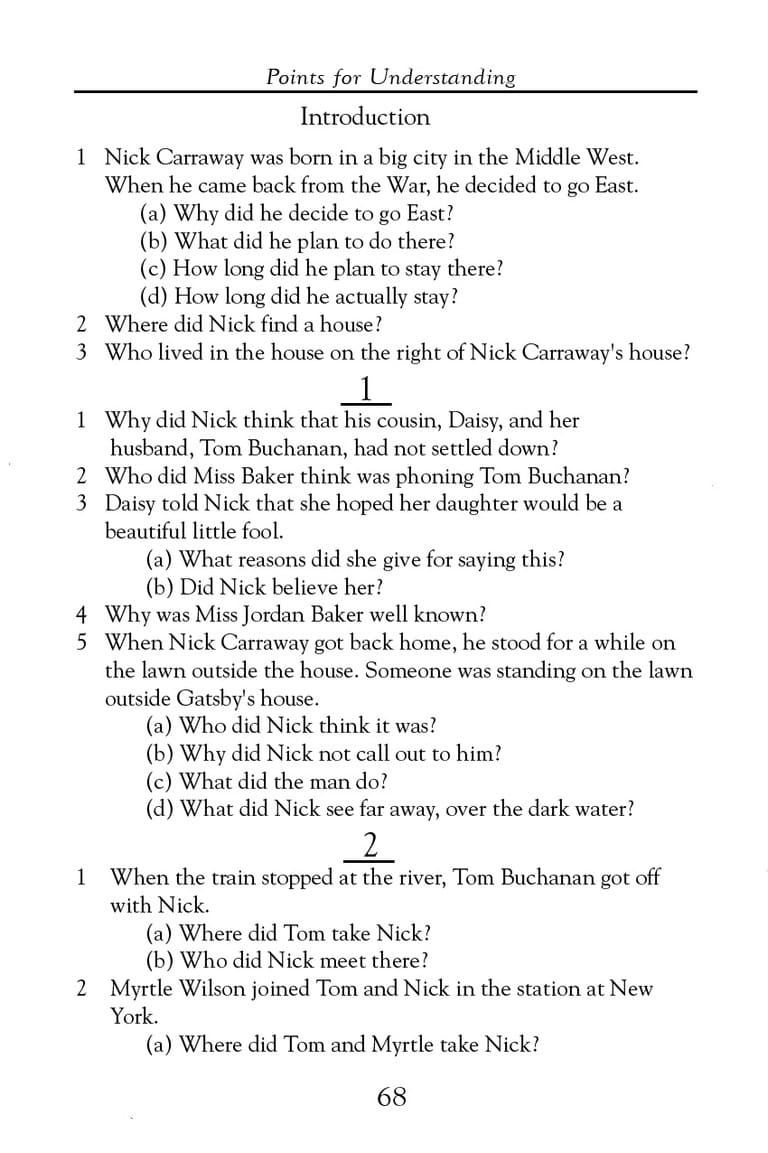 Points for Understanding
Introduction
1 Nick Carraway was born in a big city in the Middle West.
When he came back from the War, he decided to go East.
(a) Why did he decide to go East?
(b) What did he plan to do there?
(c) How long did he plan to stay there?
(d) How long did he actually stay?
2 Where did Nick find a house?
3 Who lived in the house on the right of Nick Carraway's house?
1
1 Why did Nick think that his cousin, Daisy, and her
husband, Tom Buchanan, had not settled down?
2 Who did Miss Baker think was phoning Tom Buchanan?
3 Daisy told Nick that she hoped her daughter would be a
beautiful little fool.
(a) What reasons did she give for saying this?
(b) Did Nick believe her?
4 Why was Miss Jordan Baker well known?
5 When Nick Carraway got back home, he stood for a while on
the lawn outside the house. Someone was standing on the lawn
outside Gatsby's house.
(a) Who did Nick think it was?
(b) Why did Nick not call out to him?
(c) What did the man do?
(d) What did Nick see far away, over the dark water?
2
1 When the train stopped at the river, Tom Buchanan got off
with Nick.
(a) Where did Tom take Nick?
(b) Who did Nick meet there?
2 Myrtle Wilson joined Tom and Nick in the station at New
York.
(a) Where did Tom and Myrtle take Nick?
68